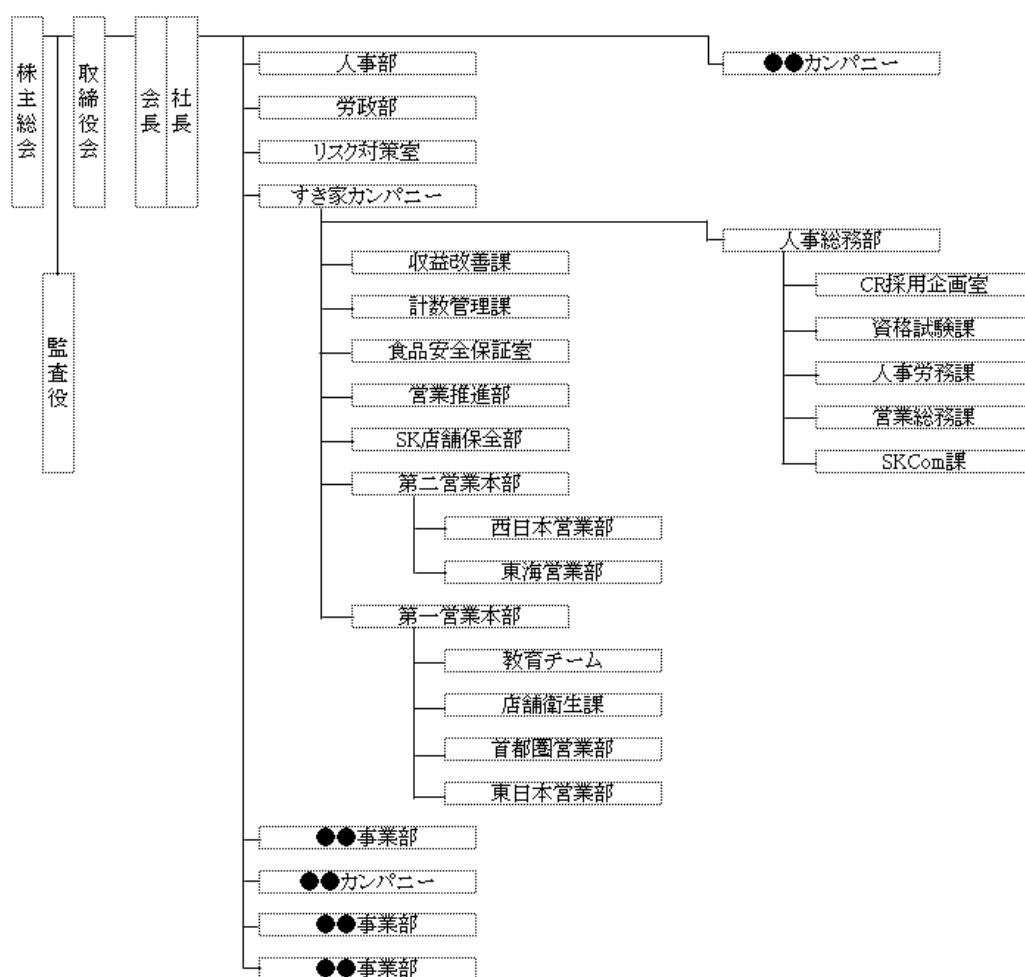 株主総会
取締役会
会長
社長
監査役
人事部
●●カンパニー
労政部
リスク対策室
すき家カンパニー
人事総務部
収益改善課
CR採用企画室
計数管理課
資格試験課
食品安全保証室
人事労務課
営業推進部
営業総務課
SK店舗保全部
SKCom課
第二営業本部
西日本営業部
東海営業部
第一営業本部
教育チーム
店舗衛生課
首都圏営業部
東日本営業部
●●事業部
●●カンパニー
●●事業部
●●事業部